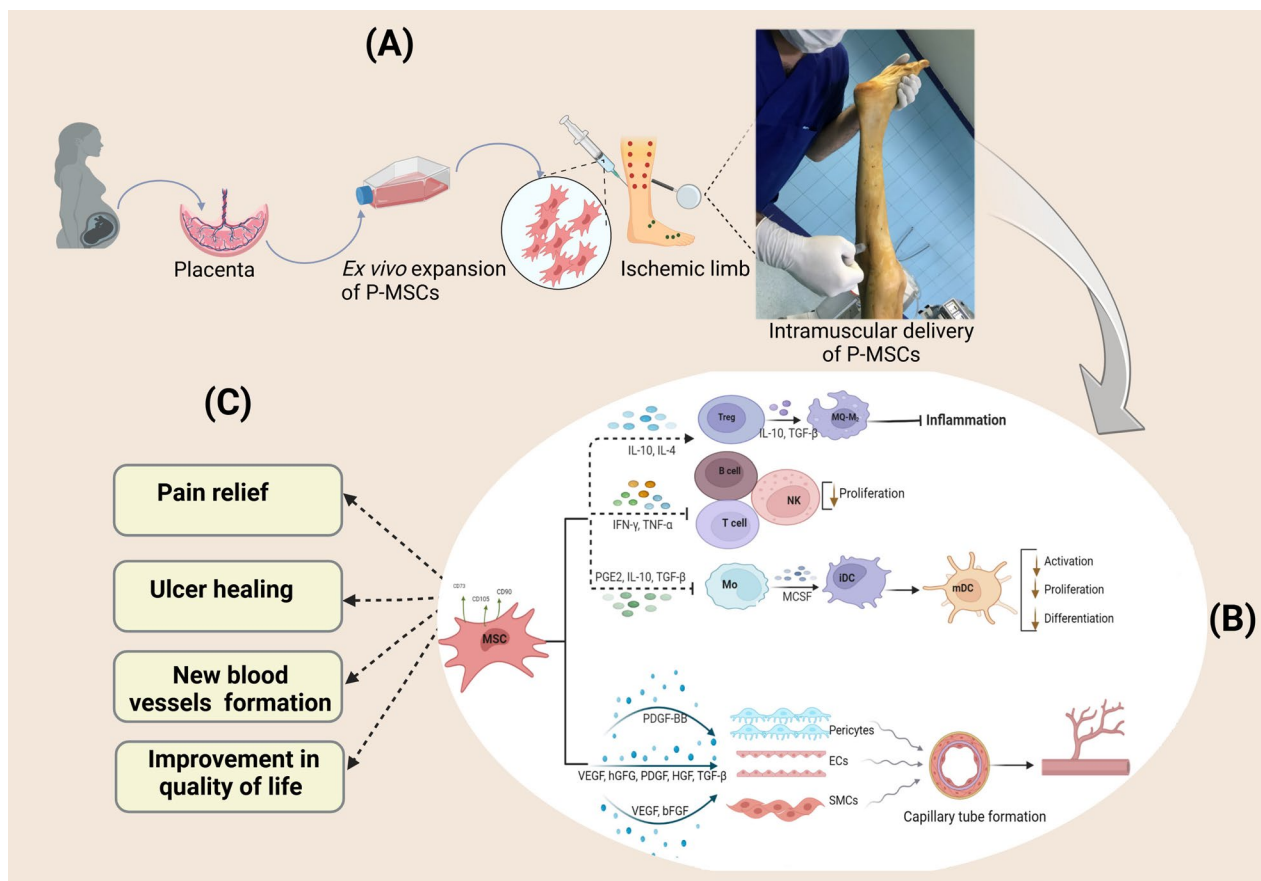 (A)
Placenta
Ex vivo expansion
of P-MSCs
Ischemic limb
Intramuscular delivery
of P-MSCs
(C)
Pain relief
Ulcer healing
New blood
vessels formation
Improvement in
quality of life
(B)
CD73
CD105
CD90
MSC
IL-10, IL-4
Treg
IL-10, TGF-β
MQ-M₂
Inflammation
IFN-γ, TNF-α
B cell
T cell
NK
Proliferation
PGE2, IL-10, TGF-β
Mo
MCSF
iDC
mDC
Activation
Proliferation
Differentiation
PDGF-BB
VEGF, hGFG, PDGF, HGF, TGF-β
VEGF, bFGF
Pericytes
ECs
SMCs
Capillary tube formation